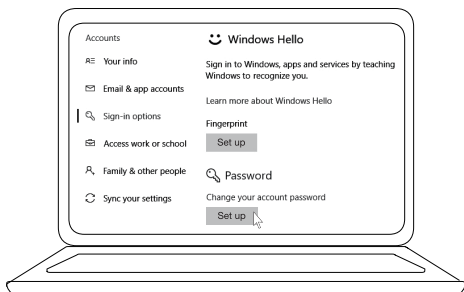 Accounts
Your info
Email & app accounts
Sign-in options
Access work or school
Family & other people
Sync your settings
Windows Hello
Sign in to Windows, apps and services by teaching
Windows to recognize you.
Learn more about Windows Hello
Fingerprint
Set up
Password
Change your account password
Set up